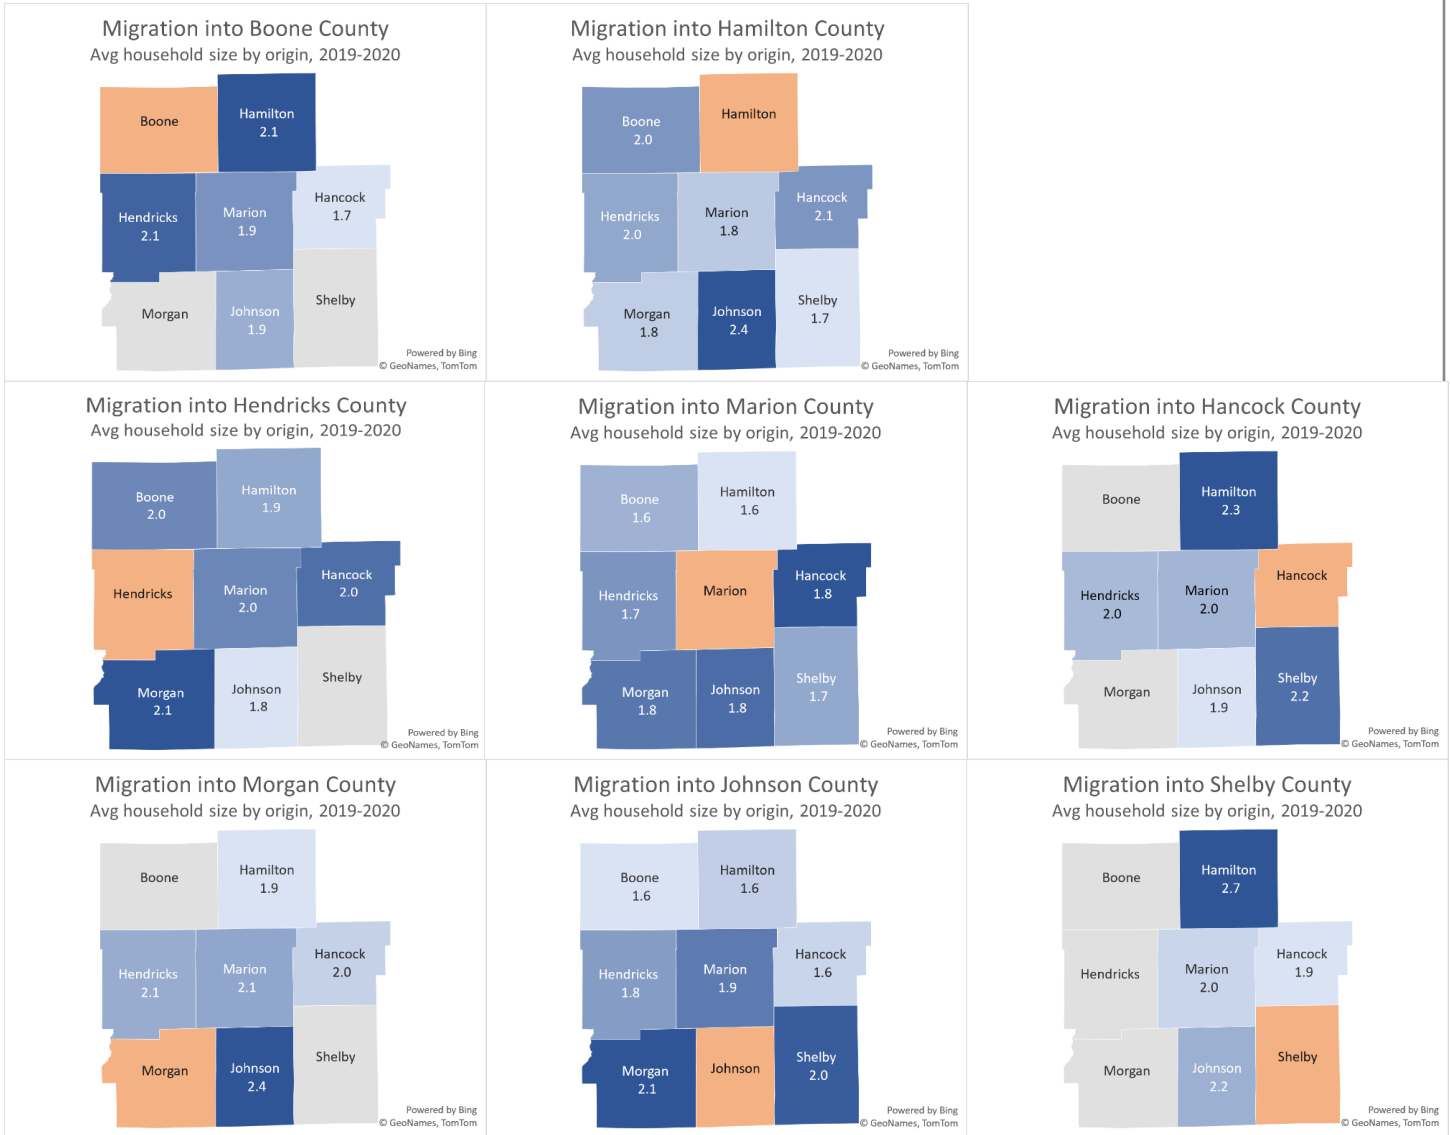 Migration into Boone County
Avg household size by origin, 2019-2020
Boone
Hamilton
2.1
Hendricks
2.1
Marion
1.9
Hancock
1.7
Morgan
Johnson
1.9
Shelby
Powered by Bing
© GeoNames, TomTom
Migration into Hamilton County
Avg household size by origin, 2019-2020
Boone
2.0
Hamilton
Hendricks
2.0
Marion
1.8
Hancock
2.1
Morgan
1.8
Johnson
2.4
Shelby
1.7
Powered by Bing
© GeoNames, TomTom
Migration into Hendricks County
Avg household size by origin, 2019-2020
Boone
2.0
Hamilton
1.9
Hendricks
Marion
2.0
Hancock
2.0
Morgan
2.1
Johnson
1.8
Shelby
Powered by Bing
© GeoNames, TomTom
Migration into Marion County
Avg household size by origin, 2019-2020
Boone
1.6
Hamilton
1.6
Hendricks
1.7
Marion
Hancock
1.8
Morgan
1.8
Johnson
1.8
Shelby
1.7
Powered by Bing
© GeoNames, TomTom
Migration into Hancock County
Avg household size by origin, 2019-2020
Boone
Hamilton
2.3
Hendricks
2.0
Marion
2.0
Hancock
Morgan
Johnson
1.9
Shelby
2.2
Powered by Bing
© GeoNames, TomTom
Migration into Morgan County
Avg household size by origin, 2019-2020
Boone
Hamilton
1.9
Hendricks
2.1
Marion
2.1
Hancock
2.0
Morgan
Johnson
2.4
Shelby
Powered by Bing
© GeoNames, TomTom
Migration into Johnson County
Avg household size by origin, 2019-2020
Boone
1.6
Hamilton
1.6
Hendricks
1.8
Marion
1.9
Hancock
1.6
Morgan
2.1
Johnson
Shelby
2.0
Powered by Bing
© GeoNames, TomTom
Migration into Shelby County
Avg household size by origin, 2019-2020
Boone
Hamilton
2.7
Hendricks
Marion
2.0
Hancock
1.9
Morgan
Johnson
2.2
Shelby
Powered by Bing
© GeoNames, TomTom